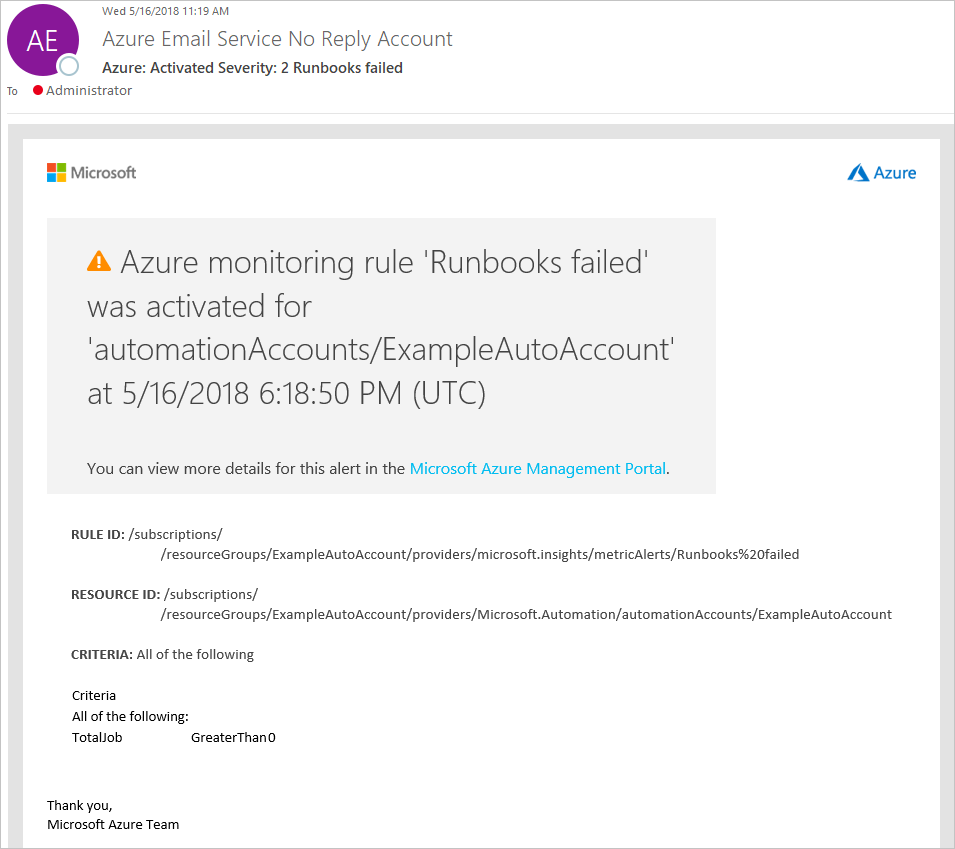 Wed 5/16/2018 11:19 AM
AE
Azure Email Service No Reply Account
Azure: Activated Severity: 2 Runbooks failed
To Administrator
Microsoft
Azure
Azure monitoring rule 'Runbooks failed'
was activated for
'automationAccounts/ExampleAutoAccount'
at 5/16/2018 6:18:50 PM (UTC)
You can view more details for this alert in the Microsoft Azure Management Portal.
RULE ID: /subscriptions/
/resourceGroups/ExampleAutoAccount/providers/microsoft.insights/metricAlerts/Runbooks%20failed
RESOURCE ID: /subscriptions/
/resourceGroups/ExampleAutoAccount/providers/Microsoft.Automation/automationAccounts/ExampleAutoAccount
CRITERIA: All of the following
Criteria
All of the following:
TotalJob GreaterThan0
Thank you,
Microsoft Azure Team